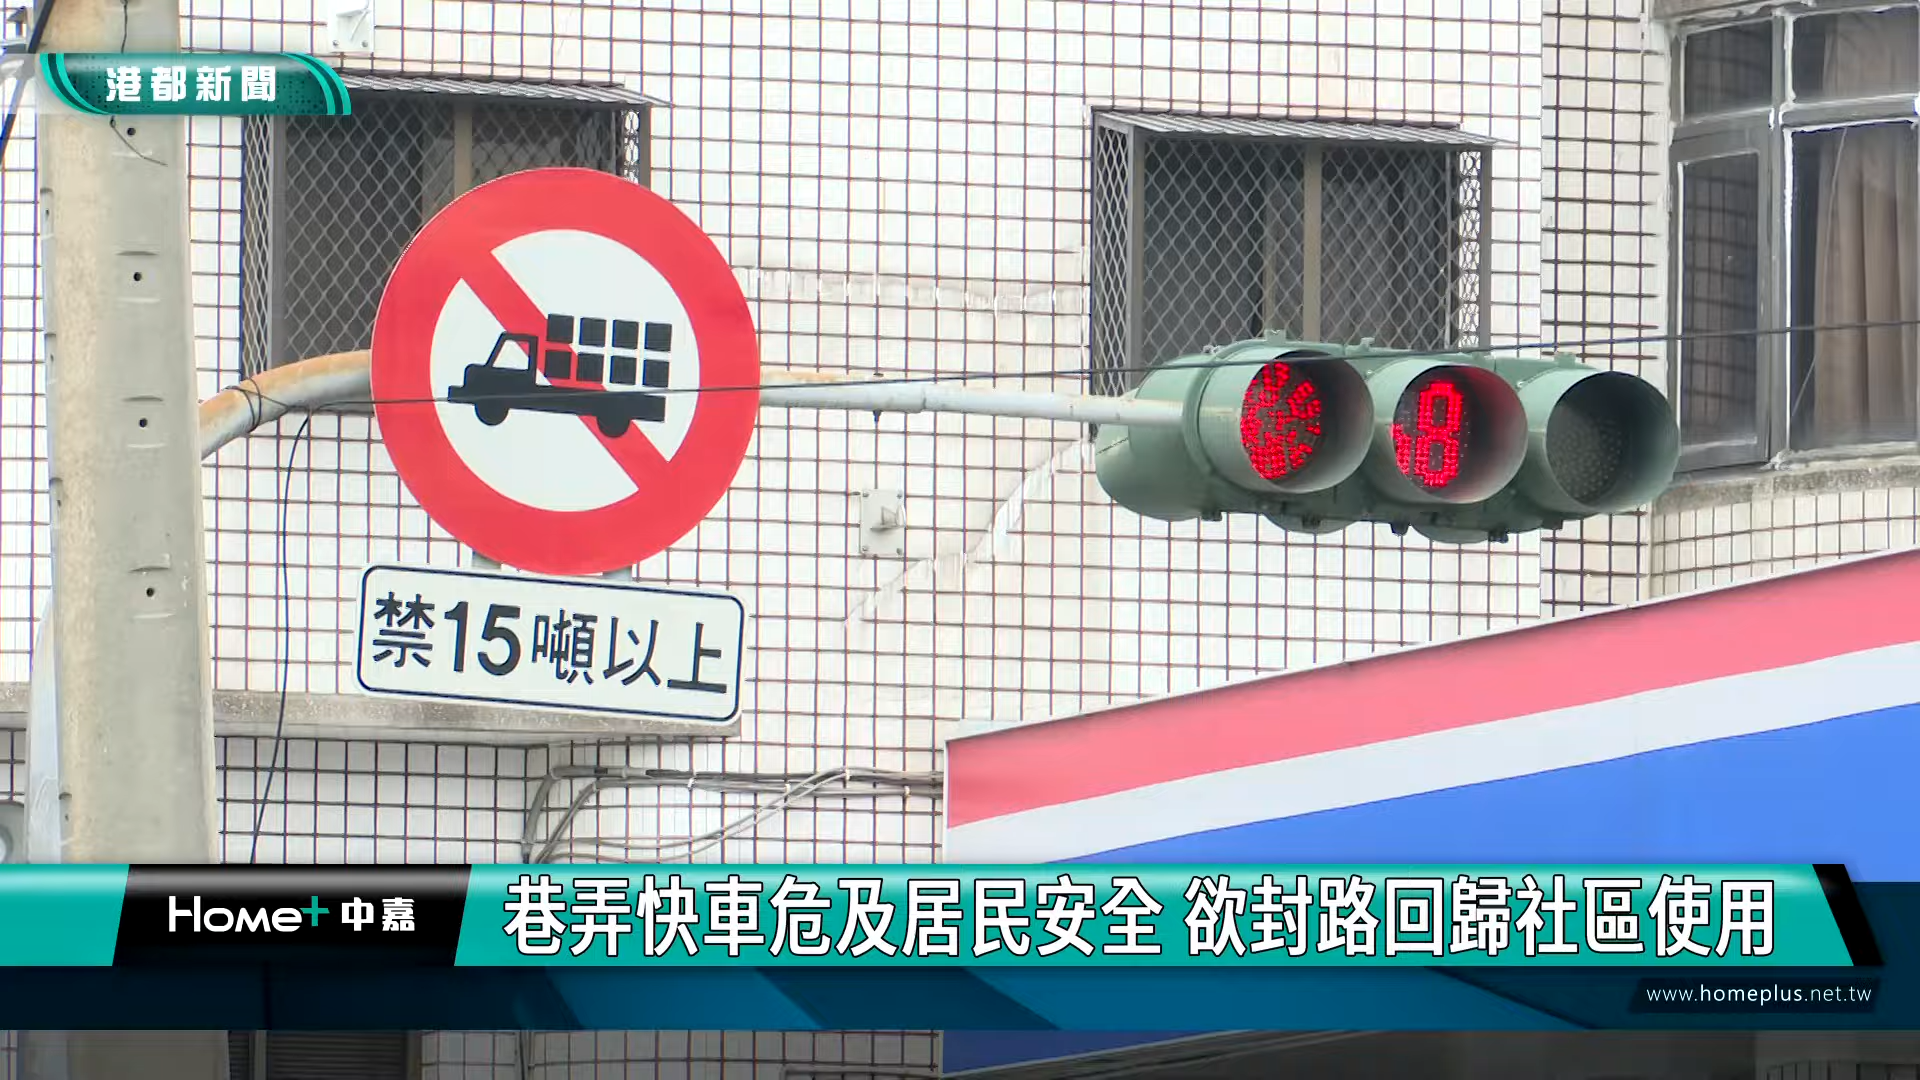 港都新聞
禁15噸以上
Home+ 中嘉
巷弄快車危及居民安全 欲封路回歸社區使用
www.homeplus.net.tw